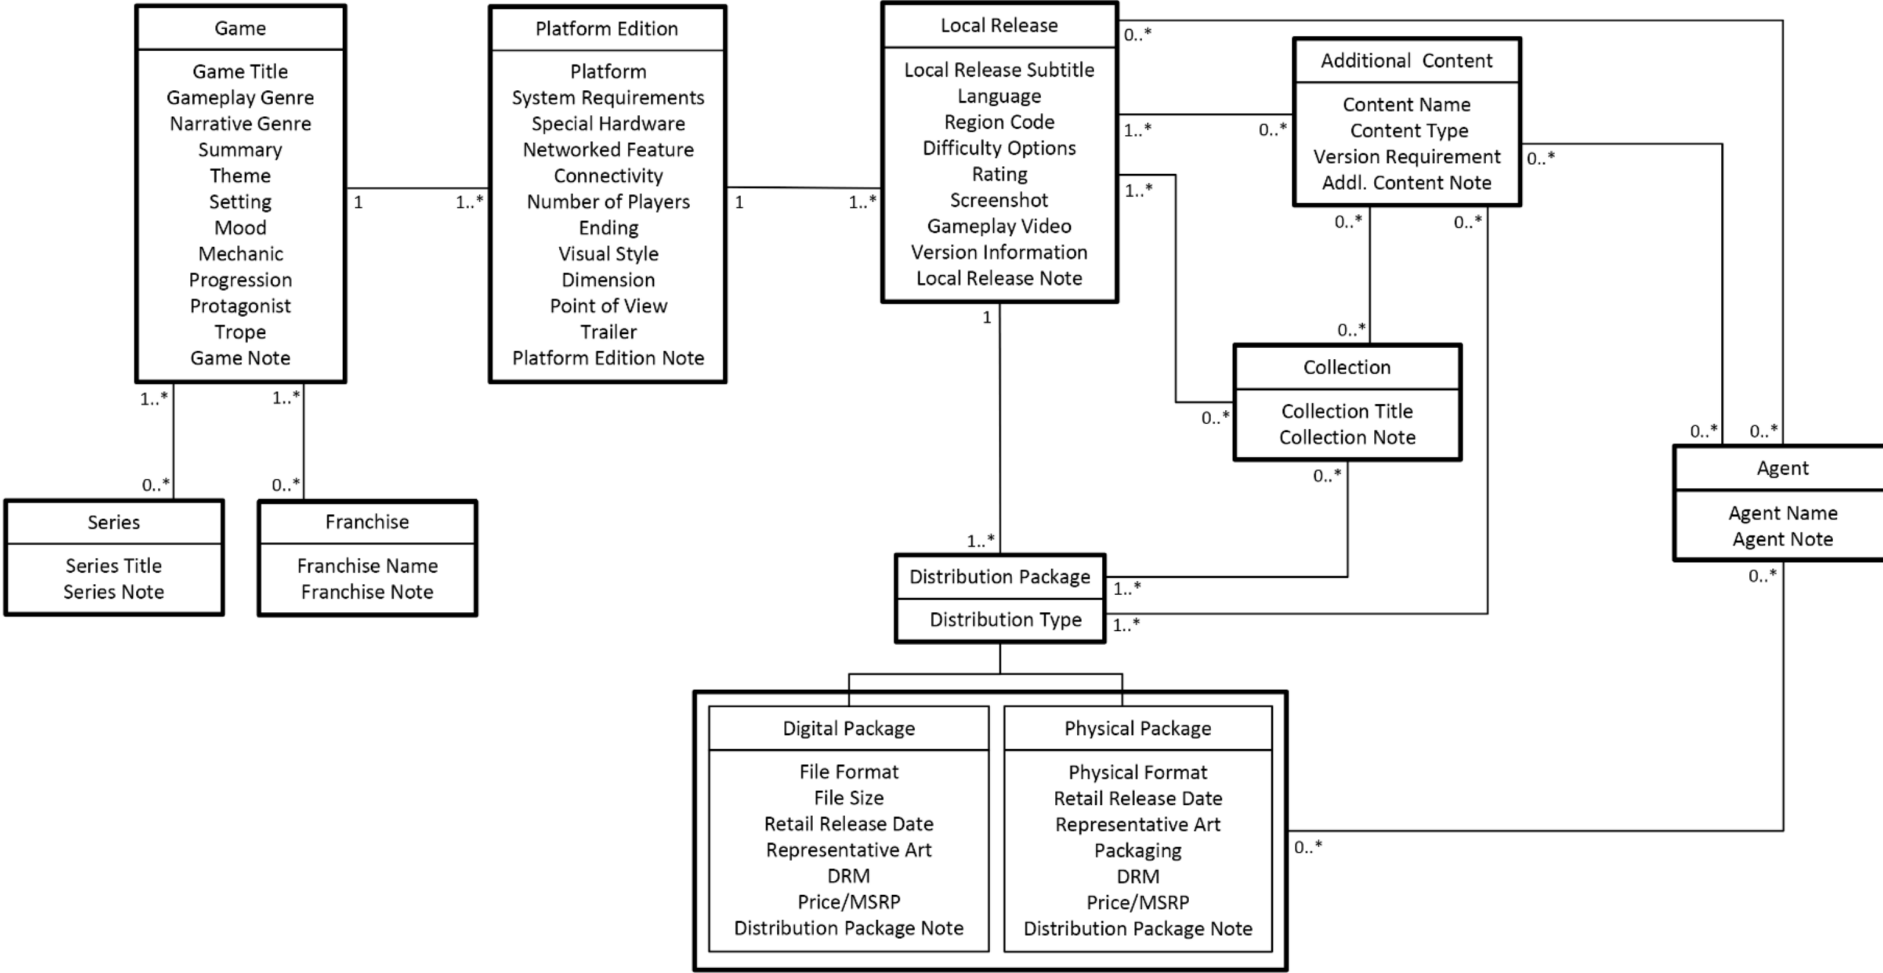 Game
Game Title
Gameplay Genre
Narrative Genre
Summary
Theme
Setting
Mood
Mechanic
Progression
Protagonist
Trope
Game Note
1
1..*
Platform Edition
Platform
System Requirements
Special Hardware
Networked Feature
Connectivity
Number of Players
Ending
Visual Style
Dimension
Point of View
Trailer
Platform Edition Note
1
1..*
Local Release
Local Release Subtitle
Language
Region Code
Difficulty Options
Rating
Screenshot
Gameplay Video
Version Information
Local Release Note
0..*
1..*
0..*
1..*
Additional Content
Content Name
Content Type
Version Requirement
Addl. Content Note
0..*
0..*
0..*
1
0..*
Collection
Collection Title
Collection Note
0..*
0..*
1..*
1..*
0..*
0..*
Series
Series Title
Series Note
Franchise
Franchise Name
Franchise Note
0..*
0..*
Agent
Agent Name
Agent Note
0..*
1..*
Distribution Package
Distribution Type
1..*
1..*
Digital Package
File Format
File Size
Retail Release Date
Representative Art
DRM
Price/MSRP
Distribution Package Note
Physical Package
Physical Format
Retail Release Date
Representative Art
Packaging
DRM
Price/MSRP
Distribution Package Note
0..*